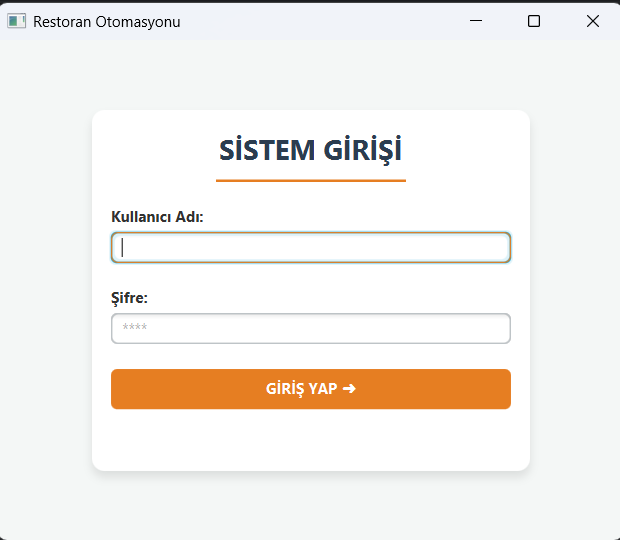 Restoran Otomasyonu
SİSTEM GİRİŞİ
Kullanıcı Adı:
Şifre:
****
GİRİŞ YAP ➔